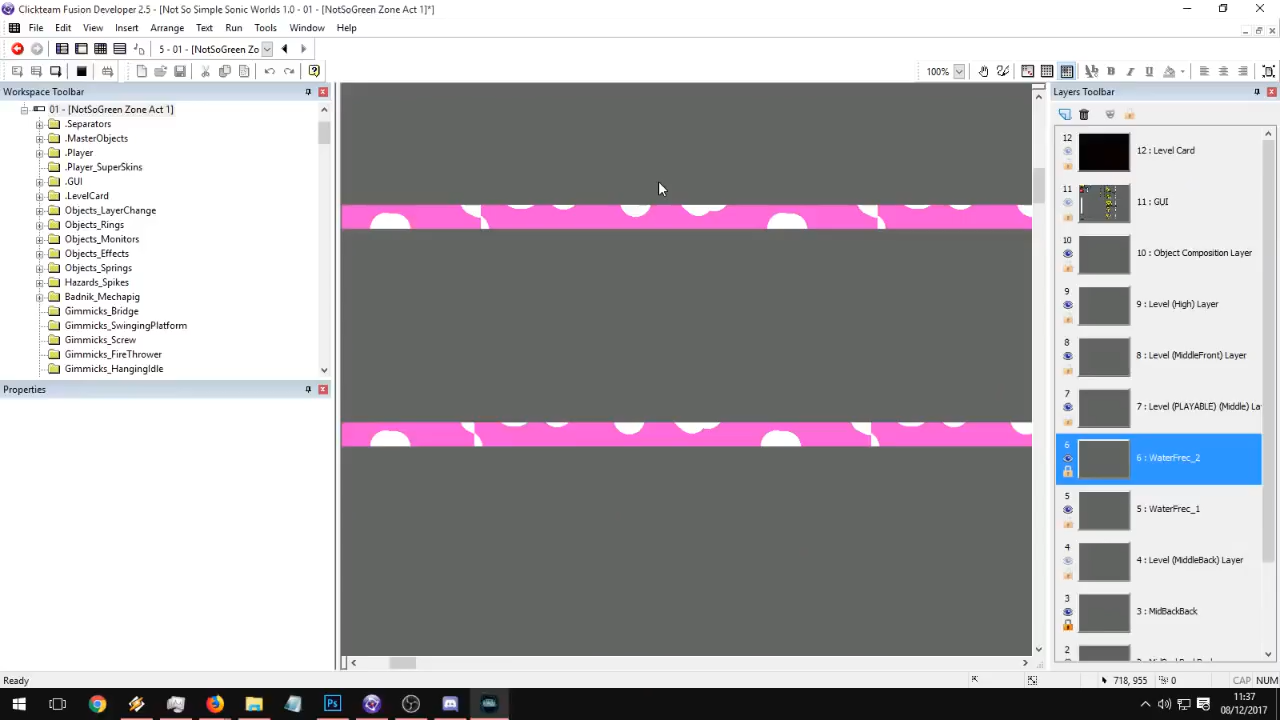 Clickteam Fusion Developer 2.5 - [Not So Simple Sonic Worlds 1.0 - 01 - [NotSoGreen Zone Act 1]*]
File Edit View Insert Arrange Text Run Tools Window Help
5 - 01 - [NotSoGreen Zo
100% B I U
Workspace Toolbar
Layers Toolbar
01 - [NotSoGreen Zone Act 1]
.Separators
.MasterObjects
.Player
.Player_SuperSkins
.GUI
.LevelCard
Objects_LayerChange
Objects_Rings
Objects_Monitors
Objects_Effects
Objects_Springs
Hazards_Spikes
Badnik_Mechapig
Gimmicks_Bridge
Gimmicks_SwingingPlatform
Gimmicks_Screw
Gimmicks_FireThrower
Gimmicks_HangingIdle
Properties
12 12 : Level Card
11 11 : GUI
10 10 : Object Composition Layer
9 9 : Level (High) Layer
8 8 : Level (MiddleFront) Layer
7 7 : Level (PLAYABLE) (Middle) La
6 6 : WaterFrec_2
5 5 : WaterFrec_1
4 4 : Level (MiddleBack) Layer
3 3 : MidBackBack
2
Ready
718, 955 0 CAP NUM
Ps
11:37
08/12/2017